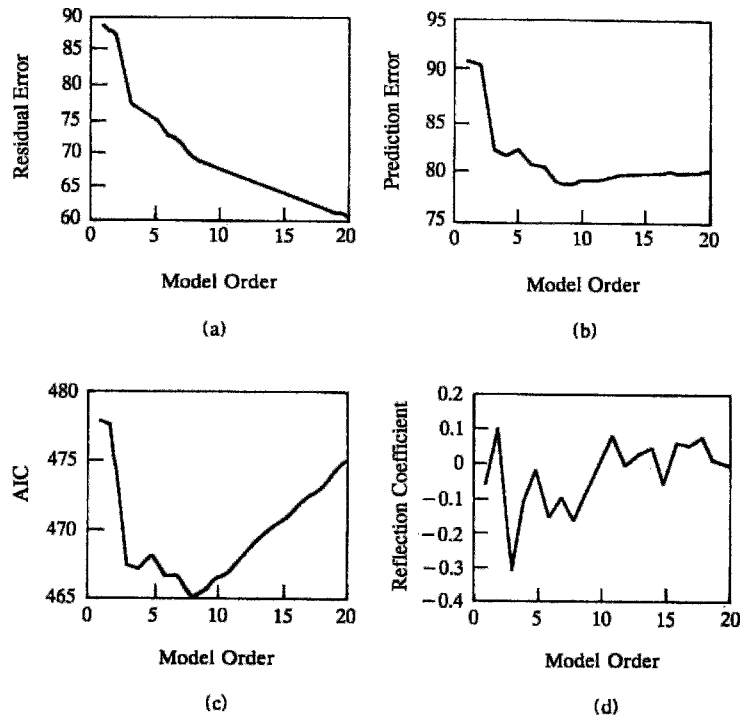 Residual Error
90
85
80
75
70
65
60
0 5 10 15 20
Model Order
(a)
Prediction Error
95
90
85
80
75
0 5 10 15 20
Model Order
(b)
AIC
480
475
470
465
0 5 10 15 20
Model Order
(c)
Reflection Coefficient
0.2
0.1
0
−0.1
−0.2
−0.3
−0.4
0 5 10 15 20
Model Order
(d)